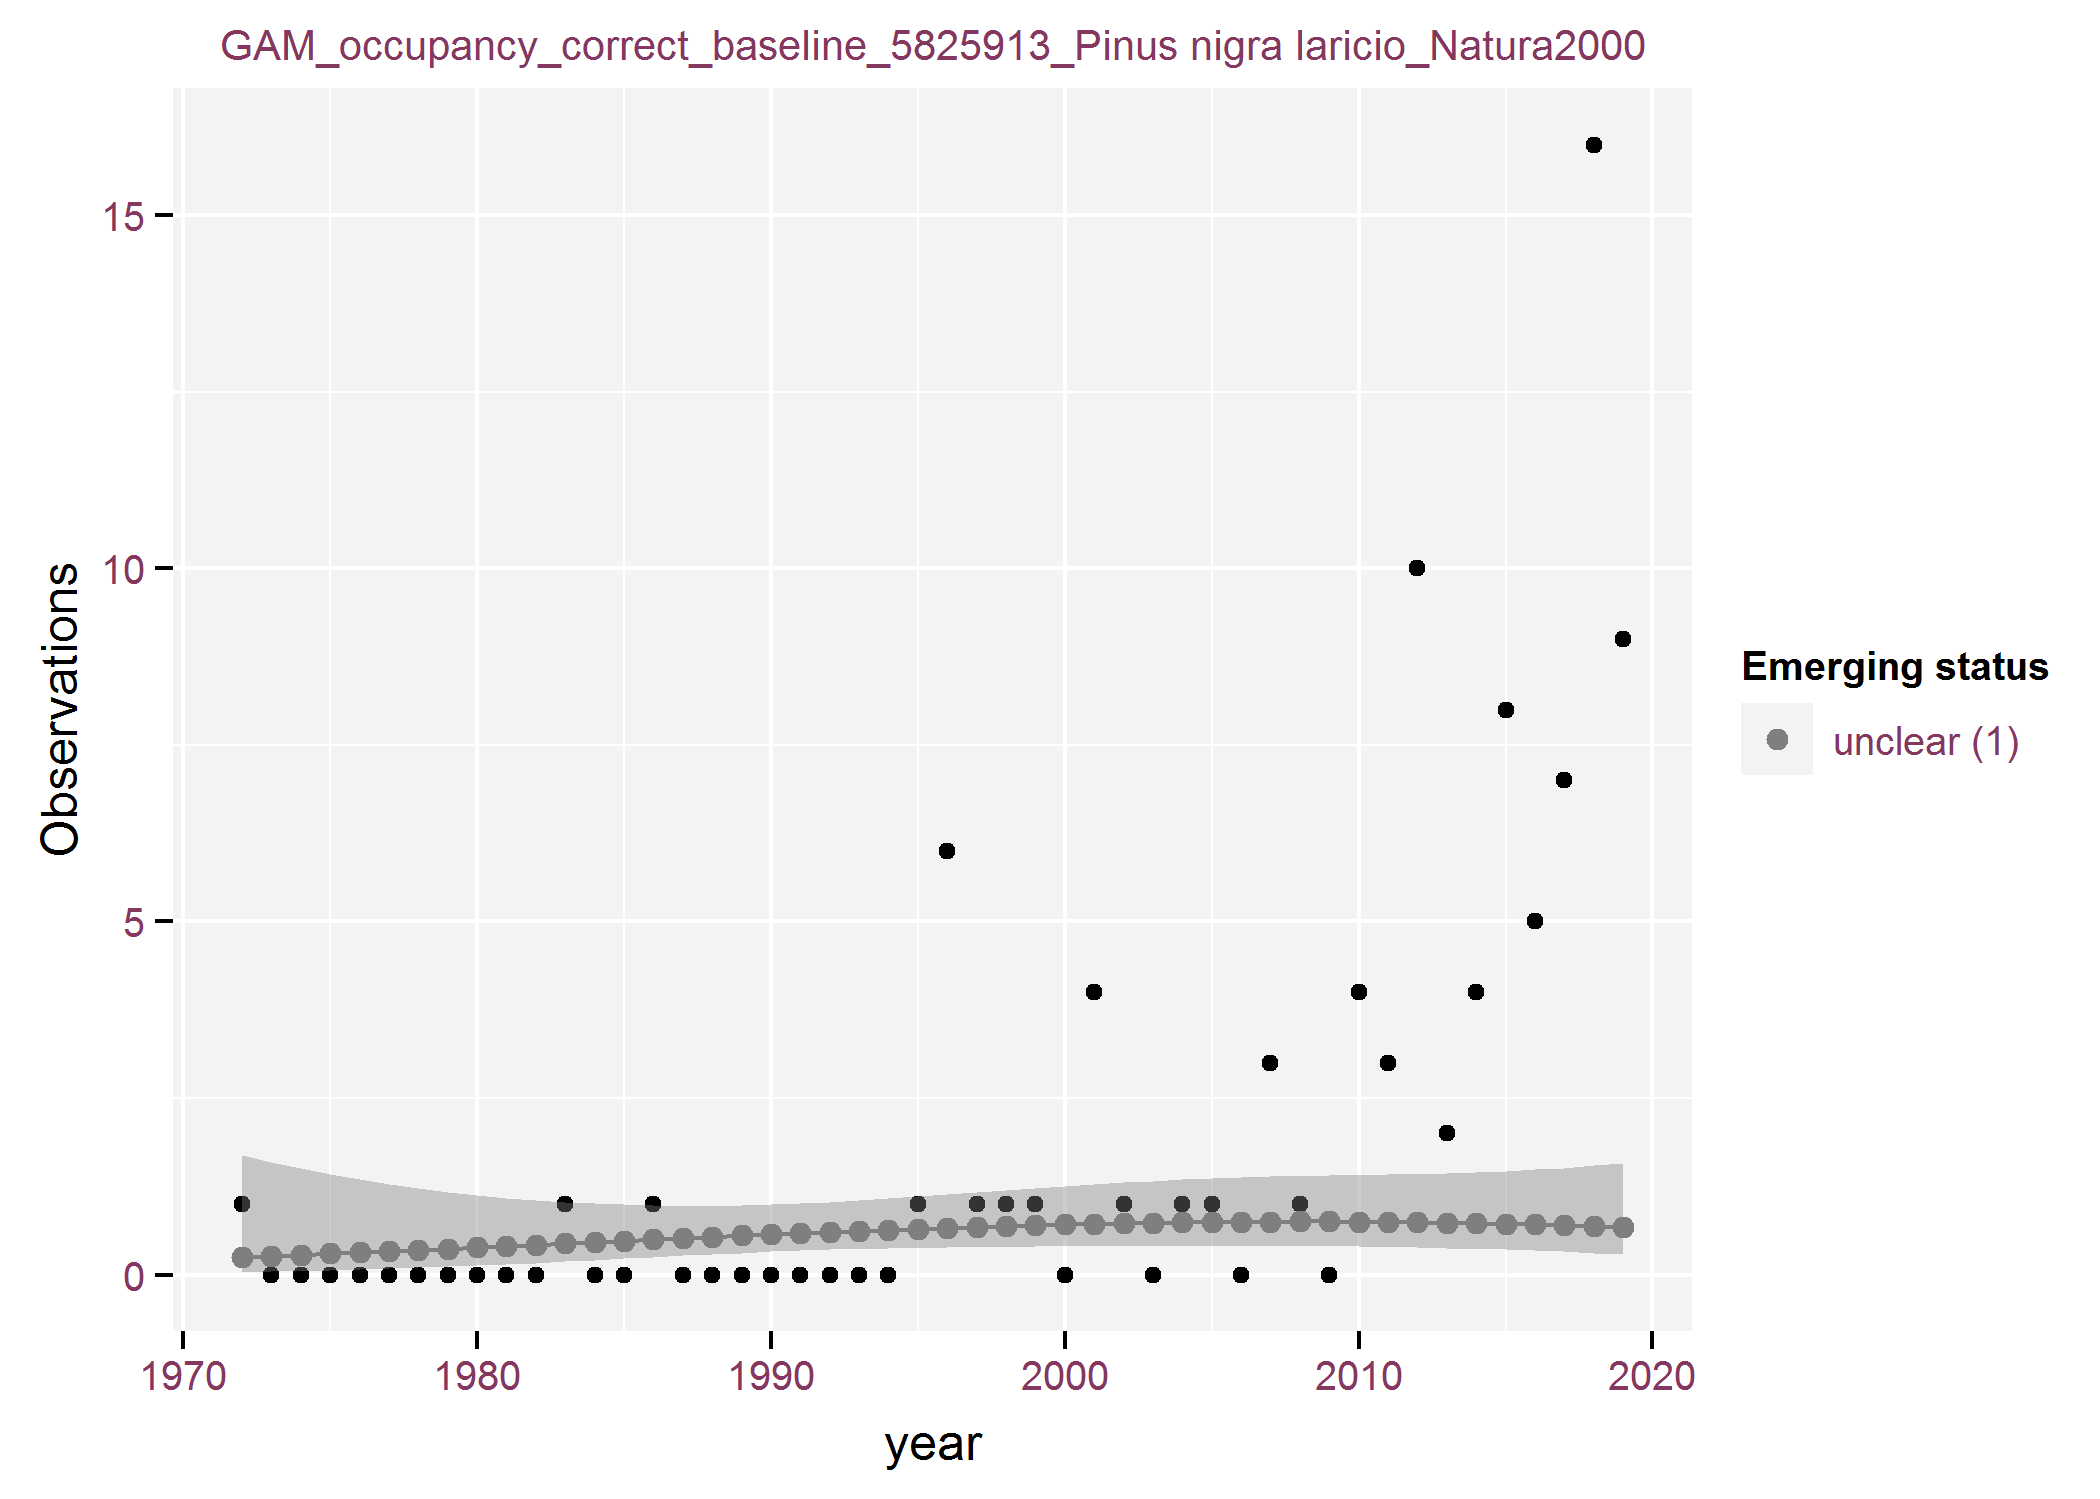 GAM_occupancy_correct_baseline_5825913_Pinus nigra laricio_Natura2000
Observations
15
10
5
0
1970
1980
1990
2000
2010
2020
year
Emerging status
unclear (1)